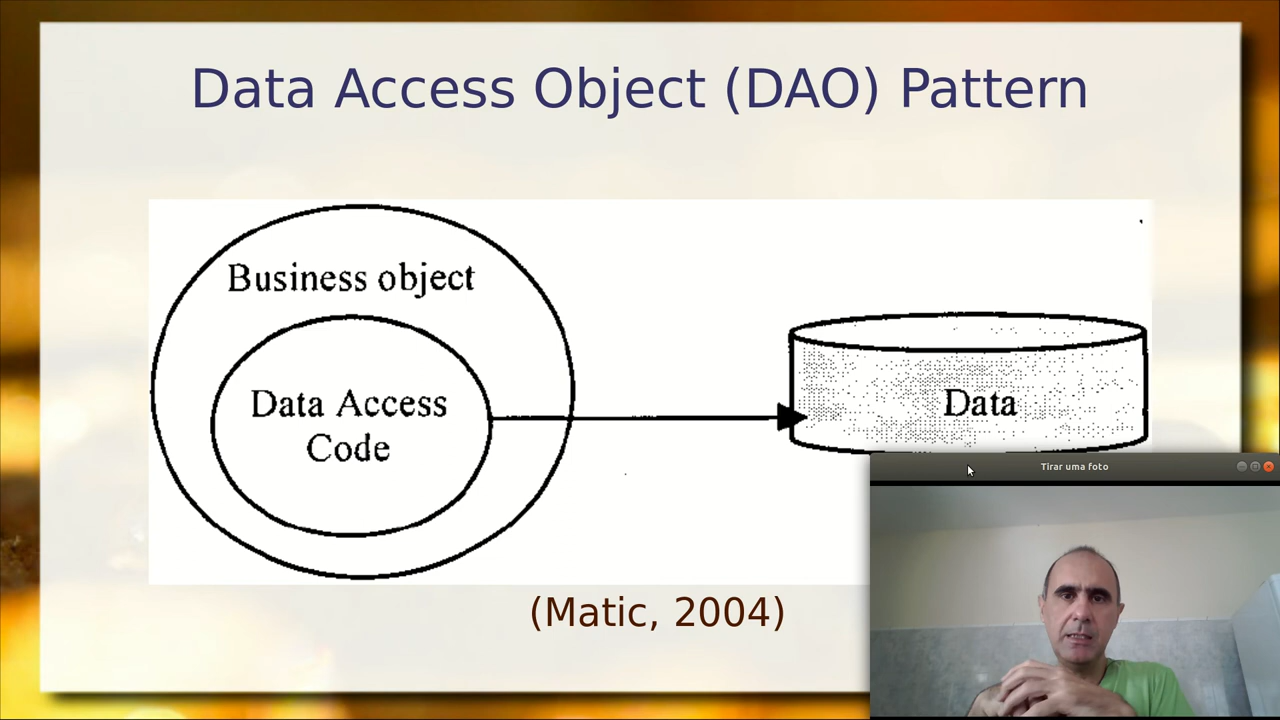 Data Access Object (DAO) Pattern
Business object
Data Access
Code
Data
Tirar uma foto
(Matic, 2004)